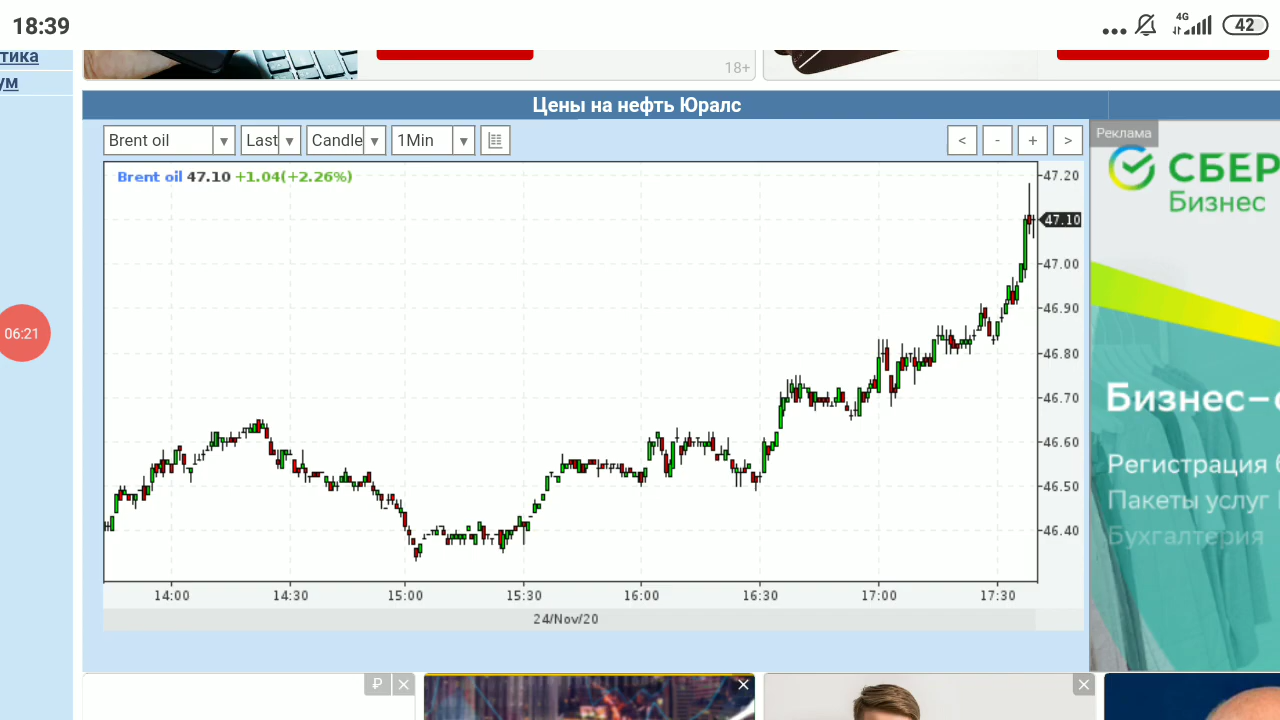 18:39
4G
42
тика
ум
18+
Цены на нефть Юралс
Brent oil
Last
Candle
1Min
< - + >
Реклама
Brent oil 47.10 +1.04(+2.26%)
47.20
47.10
47.00
46.90
46.80
46.70
46.60
46.50
46.40
14:00 14:30 15:00 15:30 16:00 16:30 17:00 17:30
24/Nov/20
06:21
СБЕР
Бизнес
Бизнес-
Регистрация
Пакеты услуг
Бухгалтерия
₽